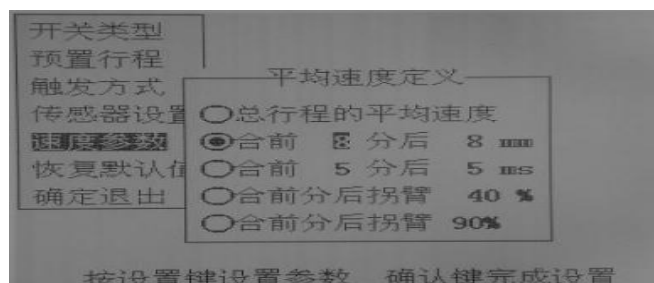 开关类型
预置行程
触发方式
传感器设置
速度参数
恢复默认值
确定退出
平均速度定义
○总行程的平均速度
◉合前 8 分后 8 mm
○合前 5 分后 5 ms
○合前分后拐臂 40 %
○合前分后拐臂 90%
按设置键设置参数 确认键完成设置